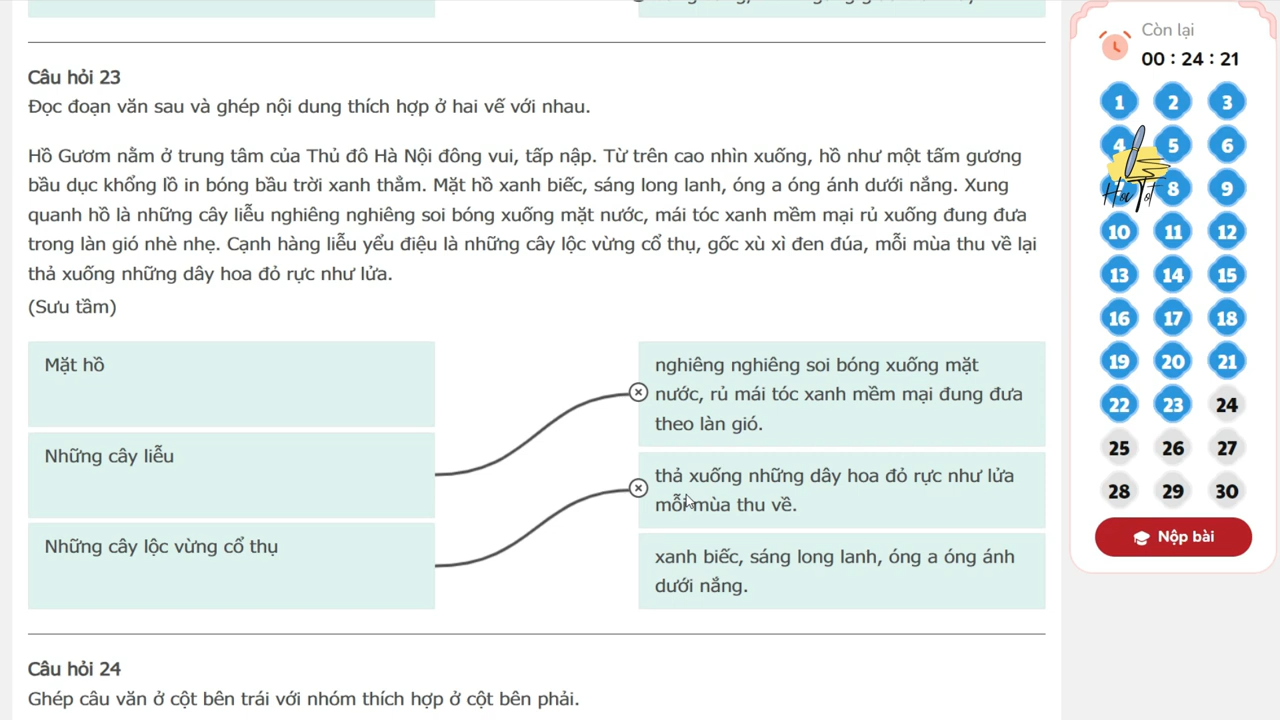 Câu hỏi 23
Đọc đoạn văn sau và ghép nội dung thích hợp ở hai vế với nhau.
Hồ Gươm nằm ở trung tâm của Thủ đô Hà Nội đông vui, tấp nập. Từ trên cao nhìn xuống, hồ như một tấm gương
bầu dục khổng lồ in bóng bầu trời xanh thẳm. Mặt hồ xanh biếc, sáng long lanh, óng a óng ánh dưới nắng. Xung
quanh hồ là những cây liễu nghiêng nghiêng soi bóng xuống mặt nước, mái tóc xanh mềm mại rủ xuống đung đưa
trong làn gió nhè nhẹ. Cạnh hàng liễu yểu điệu là những cây lộc vừng cổ thụ, gốc xù xì đen đúa, mỗi mùa thu về lại
thả xuống những dây hoa đỏ rực như lửa.
(Sưu tầm)
Mặt hồ
Những cây liễu
Những cây lộc vừng cổ thụ
nghiêng nghiêng soi bóng xuống mặt
nước, rủ mái tóc xanh mềm mại đung đưa
theo làn gió.
thả xuống những dây hoa đỏ rực như lửa
mỗi mùa thu về.
xanh biếc, sáng long lanh, óng a óng ánh
dưới nắng.
Câu hỏi 24
Ghép câu văn ở cột bên trái với nhóm thích hợp ở cột bên phải.
Còn lại
00 : 24 : 21
1 2 3
4 5 6
8 9
10 11 12
13 14 15
16 17 18
19 20 21
22 23 24
25 26 27
28 29 30
Học Tốt
Nộp bài